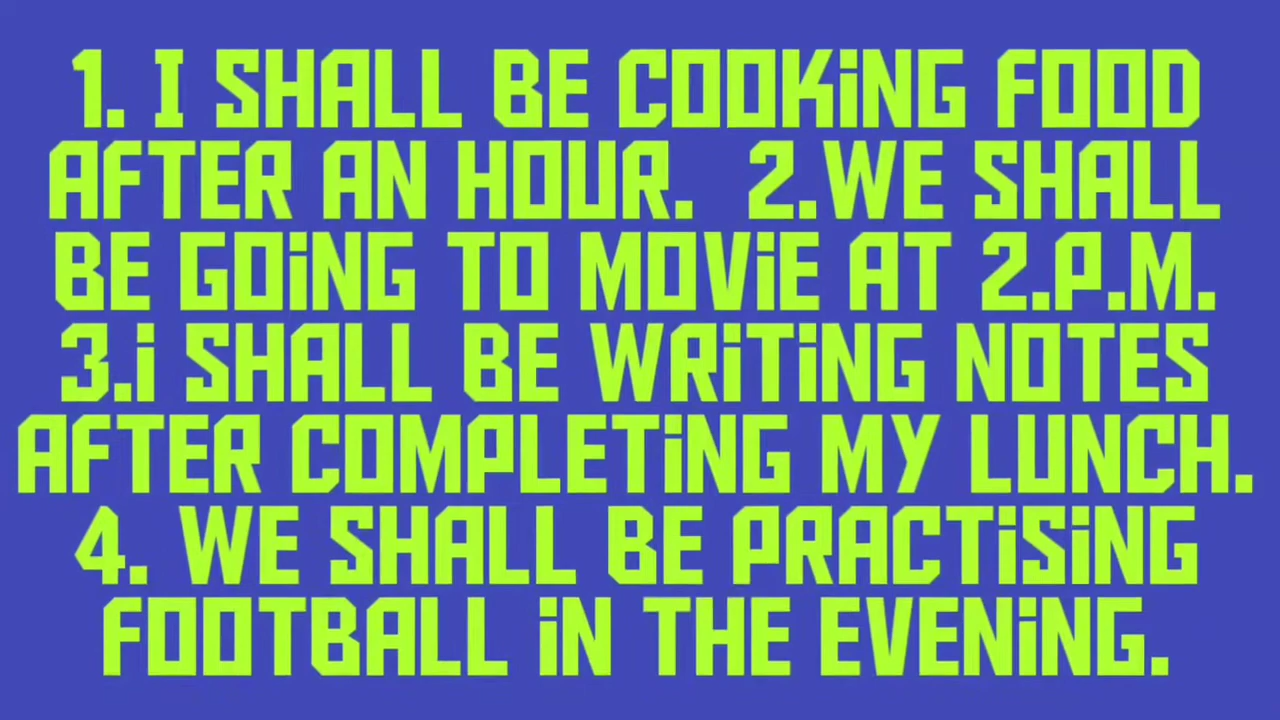 1. I SHALL BE COOKiNG FOOD
AFTER AN HOUR.  2.WE SHALL
BE GOiNG TO MOViE AT 2.P.M.
3.i SHALL BE WRiTiNG NOTES
AFTER COMPLETiNG MY LUNCH.
4. WE SHALL BE PRACTiSiNG
FOOTBALL iN THE EVENiNG.